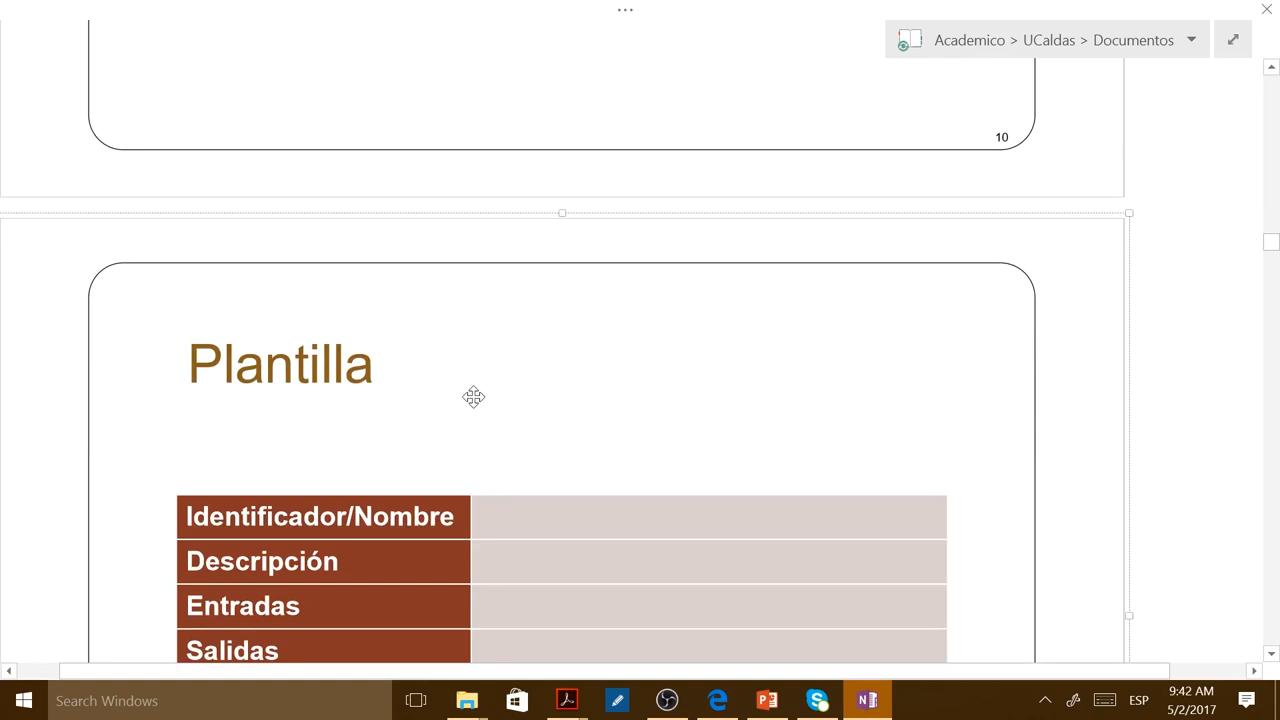 Academico > UCaldas > Documentos
10
Plantilla
Identificador/Nombre
Descripción
Entradas
Salidas
Search Windows
ESP
9:42 AM
5/2/2017